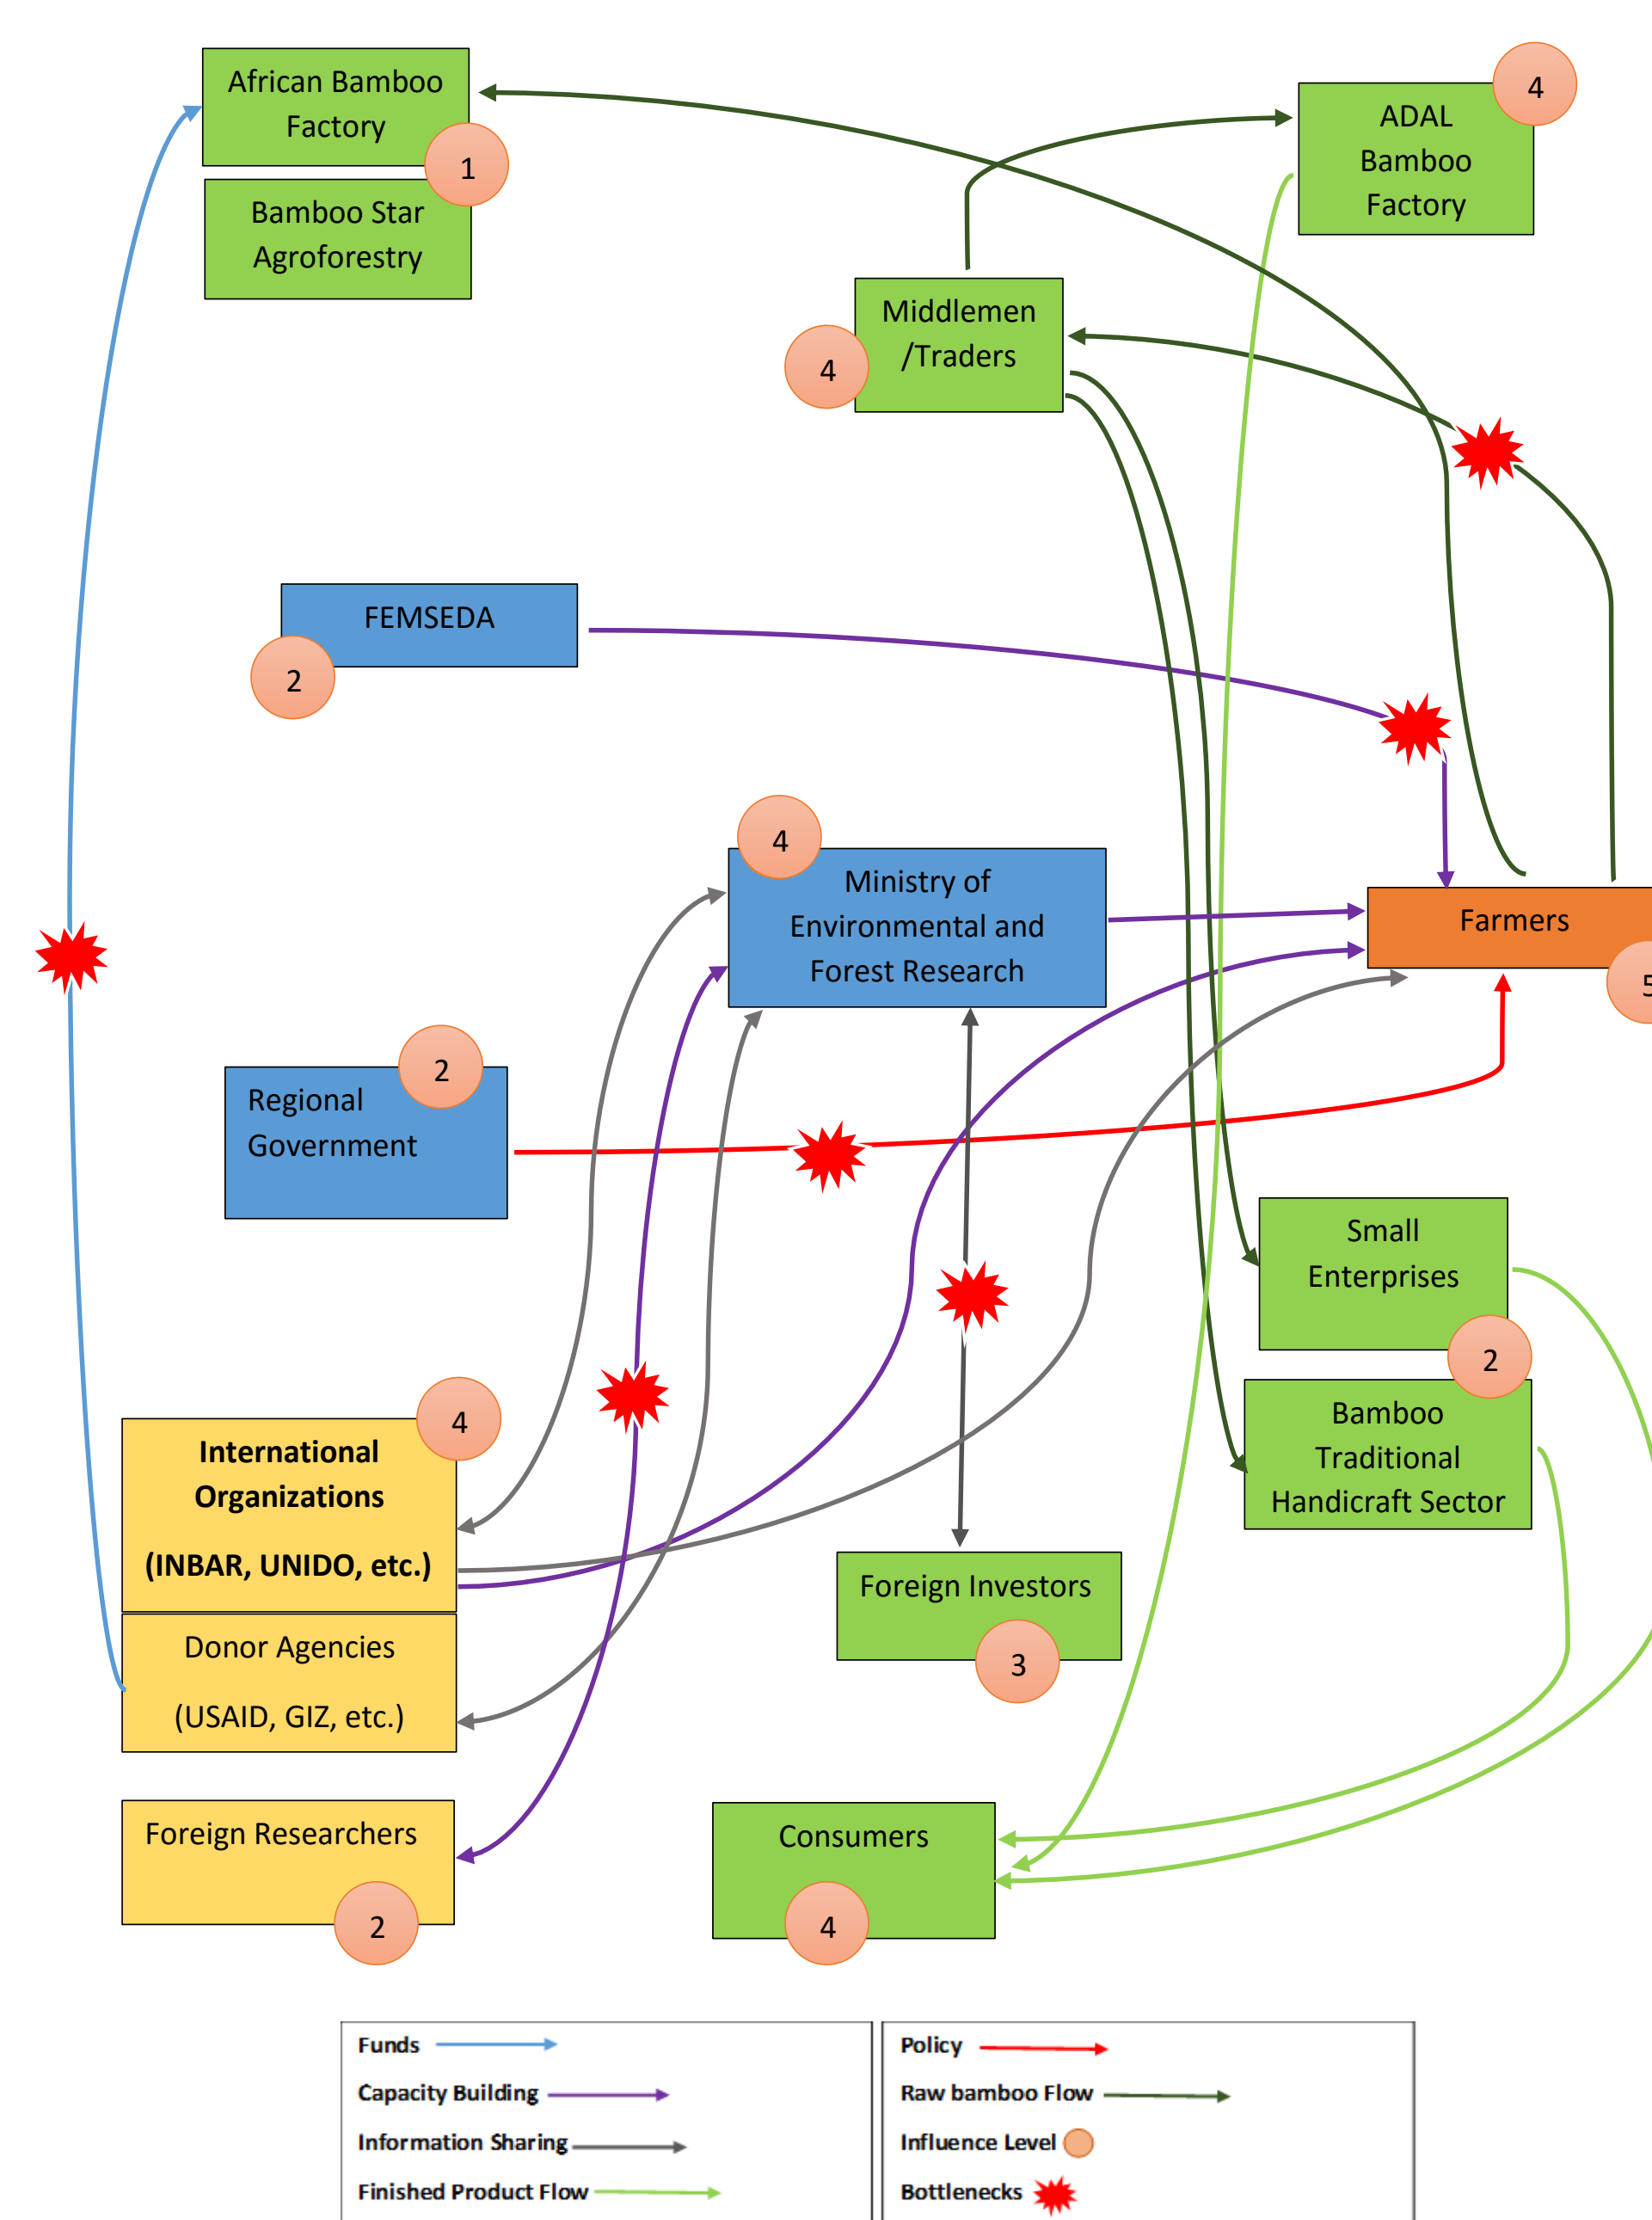 African Bamboo
Factory
1
Bamboo Star
Agroforestry
4
ADAL
Bamboo
Factory
Middlemen
/Traders
4
FEMSEDA
2
4
Ministry of
Environmental and
Forest Research
Farmers
5
2
Regional
Government
Small
Enterprises
2
Bamboo
Traditional
Handicraft Sector
4
International
Organizations
(INBAR, UNIDO, etc.)
Donor Agencies
(USAID, GIZ, etc.)
Foreign Investors
3
Foreign Researchers
2
Consumers
4
Funds
Capacity Building
Information Sharing
Finished Product Flow
Policy
Raw bamboo Flow
Influence Level
Bottlenecks